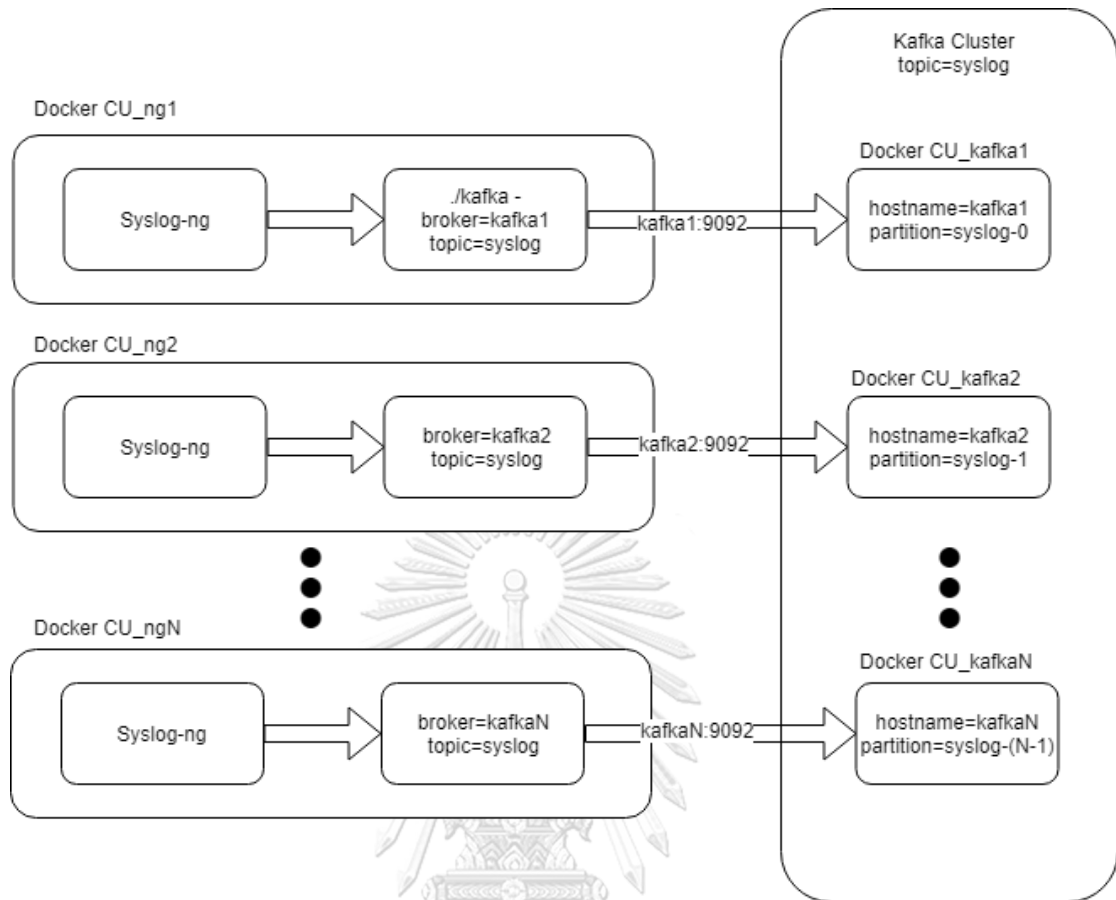 Kafka Cluster
topic=syslog
Docker CU_ng1
Syslog-ng
./kafka -
broker=kafka1
topic=syslog
kafka1:9092
Docker CU_kafka1
hostname=kafka1
partition=syslog-0
Docker CU_ng2
Syslog-ng
broker=kafka2
topic=syslog
kafka2:9092
Docker CU_kafka2
hostname=kafka2
partition=syslog-1
Docker CU_ngN
Syslog-ng
broker=kafkaN
topic=syslog
kafkaN:9092
Docker CU_kafkaN
hostname=kafkaN
partition=syslog-(N-1)